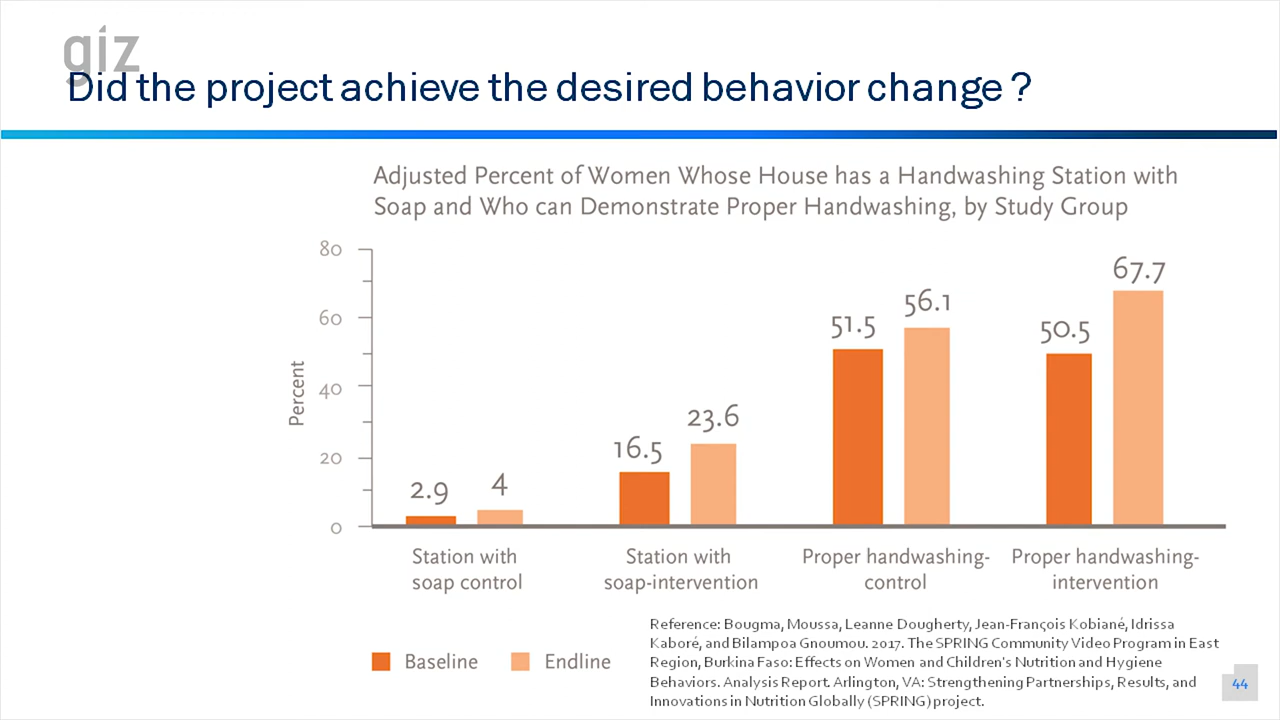 giz
Did the project achieve the desired behavior change ?
Adjusted Percent of Women Whose House has a Handwashing Station with
Soap and Who can Demonstrate Proper Handwashing, by Study Group
Percent
80
60
40
20
0
2.9
4
16.5
23.6
51.5
56.1
50.5
67.7
Station with
soap control
Station with
soap-intervention
Proper handwashing-
control
Proper handwashing-
intervention
Baseline
Endline
Reference: Bougma, Moussa, Leanne Dougherty, Jean-François Kobiané, Idrissa
Kaboré, and Bilampoa Gnoumou. 2017. The SPRING Community Video Program in East
Region, Burkina Faso: Effects on Women and Children's Nutrition and Hygiene
Behaviors. Analysis Report. Arlington, VA: Strengthening Partnerships, Results, and
Innovations in Nutrition Globally (SPRING) project.
44